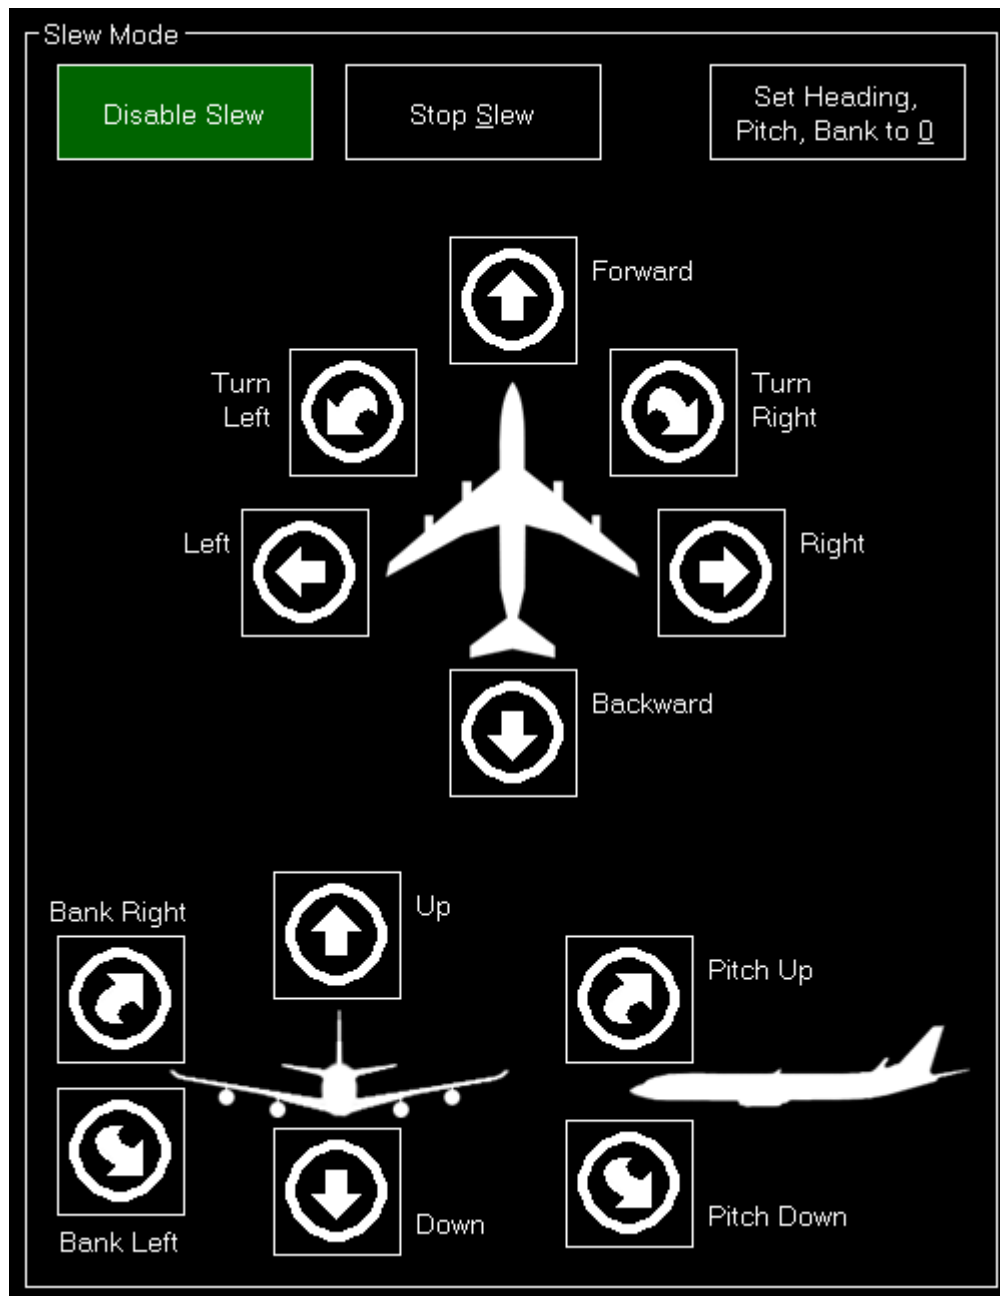 Slew Mode
Disable Slew
Stop Slew
Set Heading,
Pitch, Bank to 0
Forward
Turn
Left
Turn
Right
Left
Right
Backward
Bank Right
Up
Pitch Up
Bank Left
Down
Pitch Down